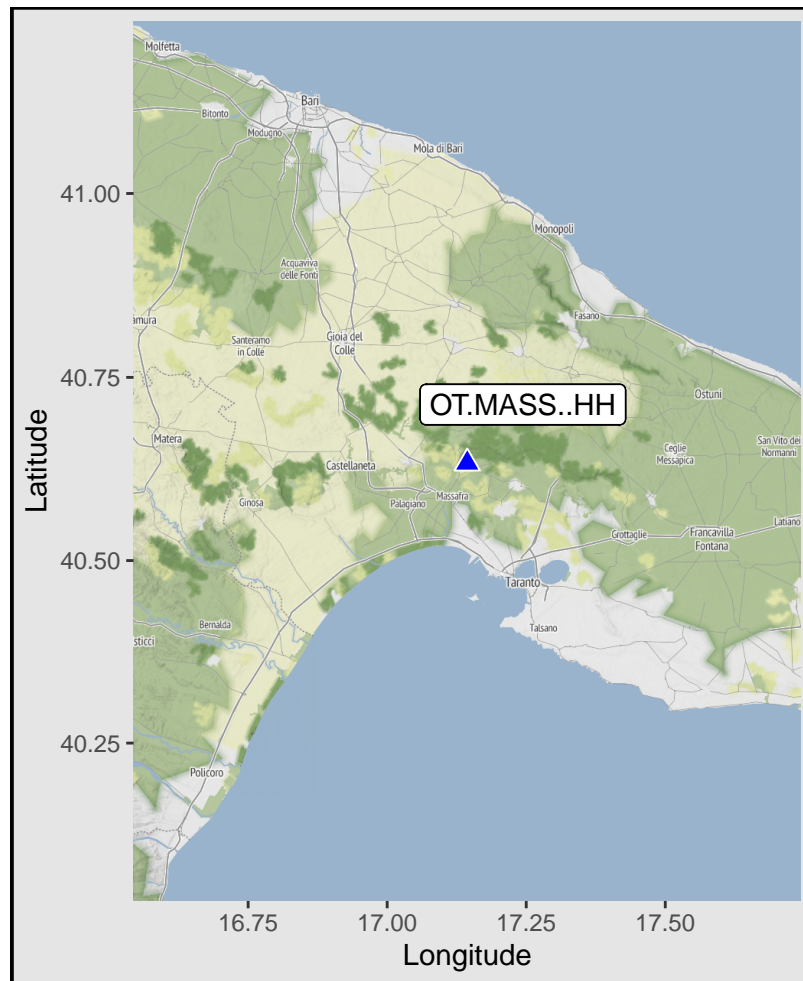 Molfetta
Bari
Bitonto
Modugno
Mola di Bari
41.00
Monopoli
Acquaviva
delle Fonti
Fasano
amura
Santeramo
in Colle
Gioia del
Colle
40.75
OT.MASS..HH
Ostuni
Matera
Ceglie
Messapica
San Vito dei
Normanni
Castellaneta
Ginosa
Palagiano
Massafra
Latiano
Grottaglie
Francavilla
Fontana
40.50
Taranto
Bernalda
Talsano
sticci
40.25
Policoro
16.75
17.00
17.25
17.50
Longitude
Latitude